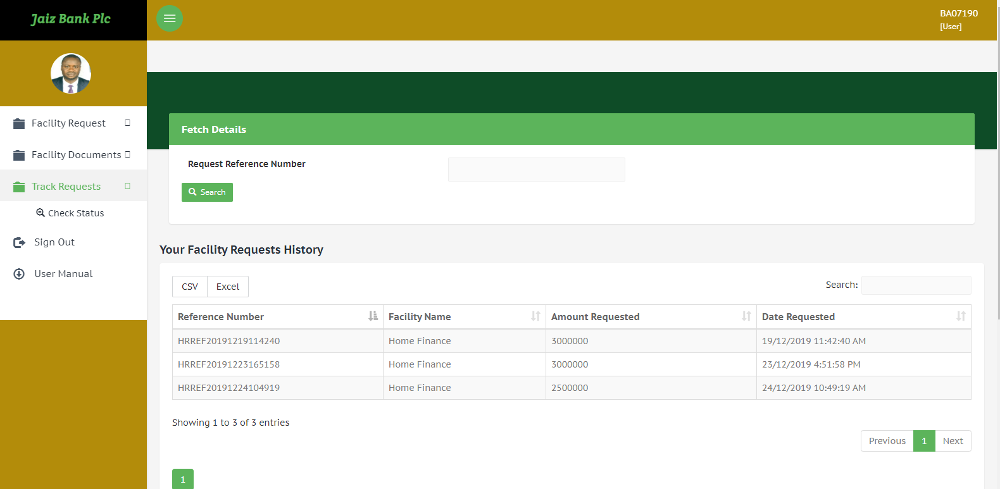 Jaiz Bank Plc
BA07190
[User]
Facility Request
Facility Documents
Track Requests
Check Status
Sign Out
User Manual
Fetch Details
Request Reference Number
Search
Your Facility Requests History
CSV Excel Search:
Reference Number Facility Name Amount Requested Date Requested
HRREF20191219114240 Home Finance 3000000 19/12/2019 11:42:40 AM
HRREF20191223165158 Home Finance 3000000 23/12/2019 4:51:58 PM
HRREF20191224104919 Home Finance 2500000 24/12/2019 10:49:19 AM
Showing 1 to 3 of 3 entries
Previous 1 Next
1